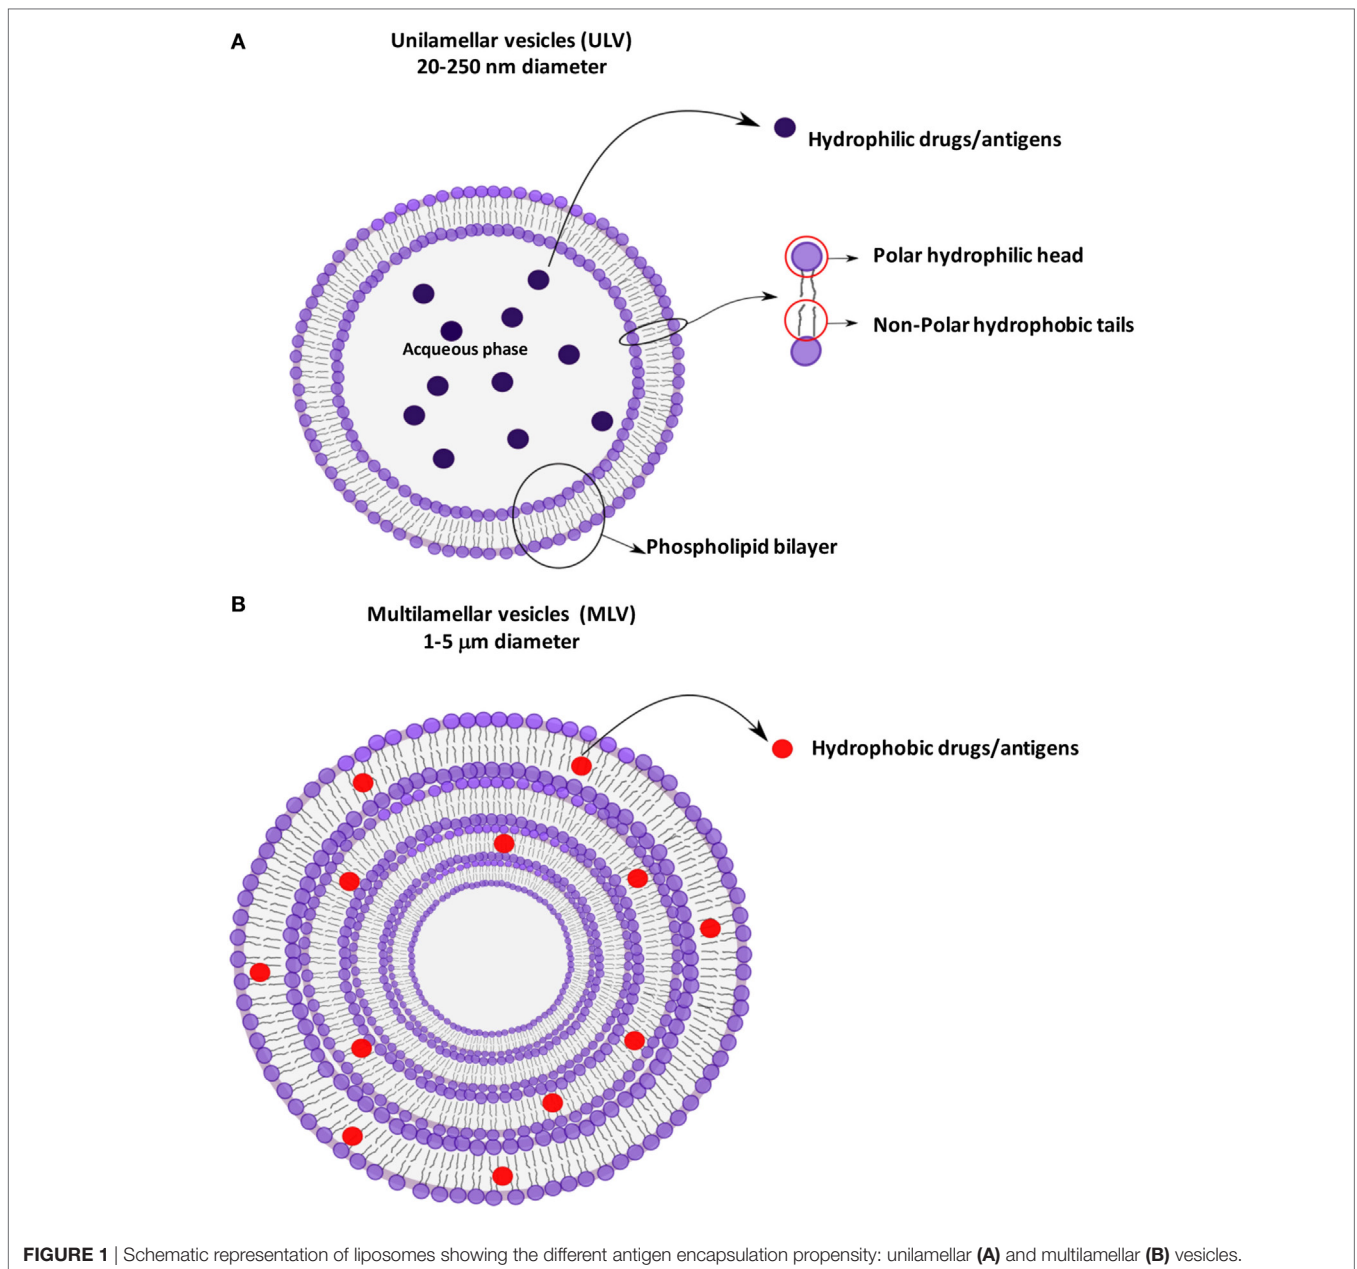 A
Unilamellar vesicles (ULV)
20-250 nm diameter
Hydrophilic drugs/antigens
Polar hydrophilic head
Non-Polar hydrophobic tails
Acqueous phase
Phospholipid bilayer
B
Multilamellar vesicles (MLV)
1-5 μm diameter
Hydrophobic drugs/antigens
FIGURE 1 | Schematic representation of liposomes showing the different antigen encapsulation propensity: unilamellar (A) and multilamellar (B) vesicles.